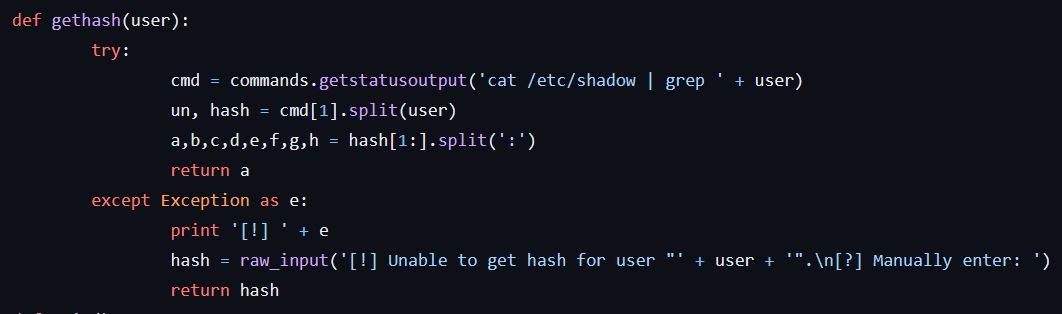 def gethash(user):
        try:
                cmd = commands.getstatusoutput('cat /etc/shadow | grep ' + user)
                un, hash = cmd[1].split(user)
                a,b,c,d,e,f,g,h = hash[1:].split(':')
                return a
        except Exception as e:
                print '[!] ' + e
                hash = raw_input('[!] Unable to get hash for user "' + user + '".\n[?] Manually enter: ')
                return hash